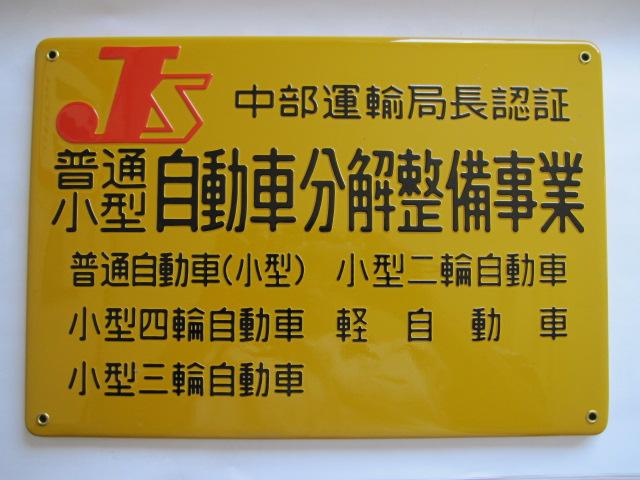 JS
中部運輸局長認証
普通
小型
自動車分解整備事業
普通自動車(小型) 小型二輪自動車
小型四輪自動車 軽自動車
小型三輪自動車